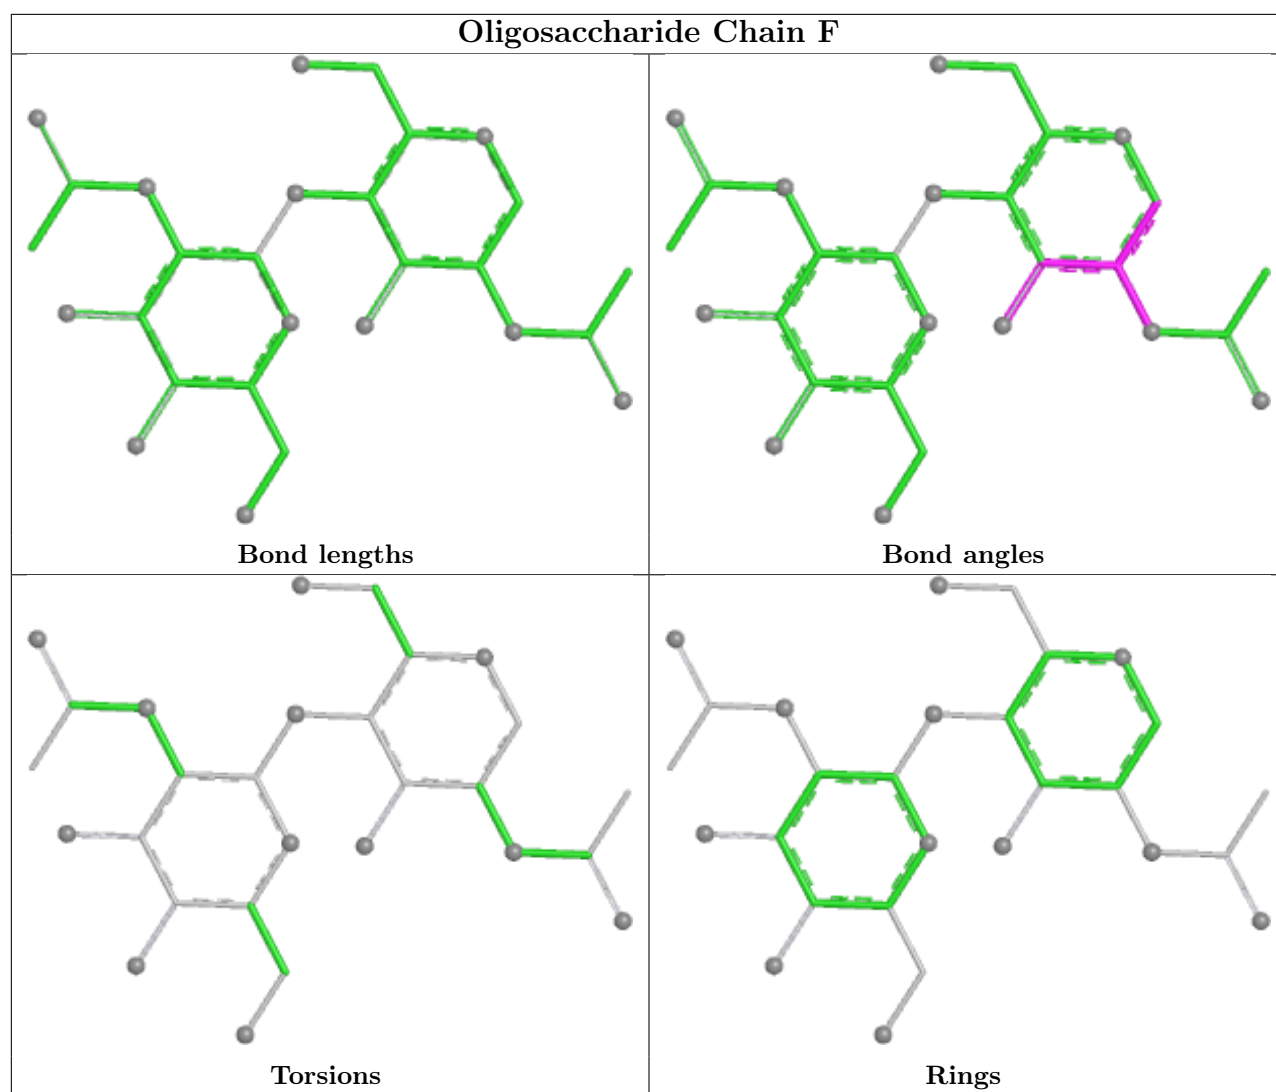 Oligosaccharide Chain F
Bond lengths
Bond angles
Torsions
Rings